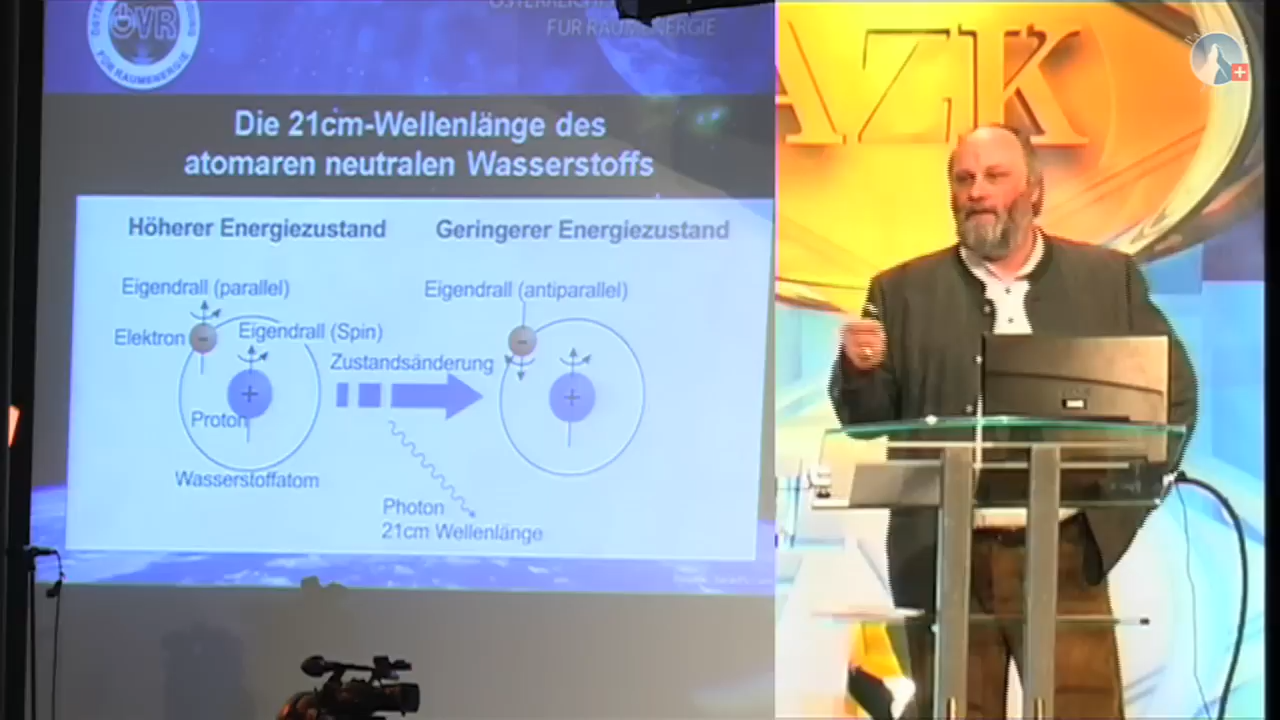 ÖVR
FÜR RAUMENERGIE
FÜR RAUMENERGIE
Die 21cm-Wellenlänge des
atomaren neutralen Wasserstoffs
Höherer Energiezustand
Geringerer Energiezustand
Eigendrall (parallel)
Eigendrall (antiparallel)
Elektron
-
Eigendrall (Spin)
-
Zustandsänderung
+
+
Proton
Wasserstoffatom
Photon
21cm Wellenlänge
AZK